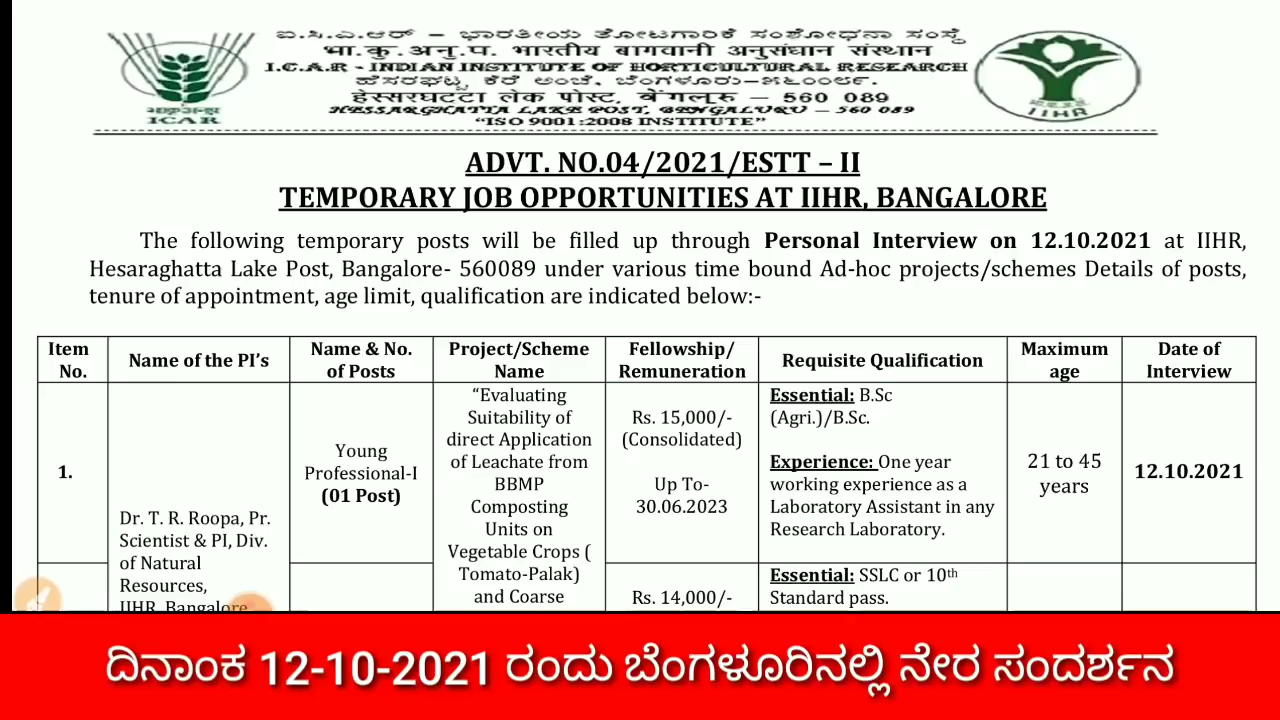 ಐ.ಸಿ.ಎ.ಆರ್ – ಭಾರತೀಯ ತೋಟಗಾರಿಕೆ ಸಂಶೋಧನಾ ಸಂಸ್ಥೆ
भा.कृ.अनु.प. भारतीय बागवानी अनुसंधान संस्थान
I.C.A.R - INDIAN INSTITUTE OF HORTICULTURAL RESEARCH
ಹೆಸರಘಟ್ಟ ಕೆರೆ ಅಂಚೆ, ಬೆಂಗಳೂರು–೫೬೦೦೮೯.
हेस्सरघट्टा लेक पोस्ट, बेंगलूरु – 560 089
HESSARGHATTA LAKE POST, BENGALURU – 560 089
"ISO 9001:2008 INSTITUTE"
ICAR
IIHR
ADVT. NO.04/2021/ESTT – II
TEMPORARY JOB OPPORTUNITIES AT IIHR, BANGALORE
The following temporary posts will be filled up through Personal Interview on 12.10.2021 at IIHR,
Hesaraghatta Lake Post, Bangalore- 560089 under various time bound Ad-hoc projects/schemes Details of posts,
tenure of appointment, age limit, qualification are indicated below:-
Item No.
Name of the PI's
Name & No. of Posts
Project/Scheme Name
Fellowship/ Remuneration
Requisite Qualification
Maximum age
Date of Interview
1.
Dr. T. R. Roopa, Pr.
Scientist & PI, Div.
of Natural
Resources,
IIHR, Bangalore
Young
Professional-I
(01 Post)
"Evaluating
Suitability of
direct Application
of Leachate from
BBMP
Composting
Units on
Vegetable Crops (
Tomato-Palak)
and Coarse
Rs. 15,000/-
(Consolidated)
Up To-
30.06.2023
Essential: B.Sc
(Agri.)/B.Sc.
Experience: One year
working experience as a
Laboratory Assistant in any
Research Laboratory.
21 to 45
years
12.10.2021
Rs. 14,000/-
Essential: SSLC or 10th
Standard pass.
ದಿನಾಂಕ 12-10-2021 ರಂದು ಬೆಂಗಳೂರಿನಲ್ಲಿ ನೇರ ಸಂದರ್ಶನ